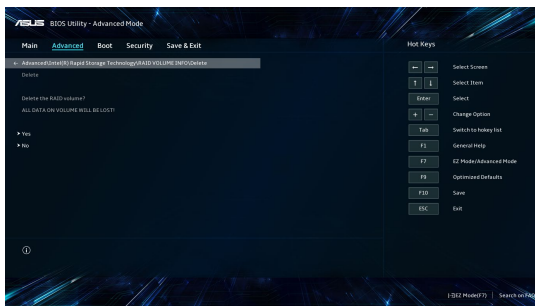 ASUS BIOS Utility - Advanced Mode
Main Advanced Boot Security Save & Exit
Hot Keys
← Advanced\Intel(R) Rapid Storage Technology\RAID VOLUME INFO\Delete
Delete
Delete the RAID volume?
ALL DATA ON VOLUME WILL BE LOST!
> Yes
> No
← → Select Screen
↑ ↓ Select Item
Enter Select
+ − Change Option
Tab Switch to hokey list
F1 General Help
F7 EZ Mode/Advanced Mode
F9 Optimized Defaults
F10 Save
ESC Exit
EZ Mode(F7) | Search on FAQ